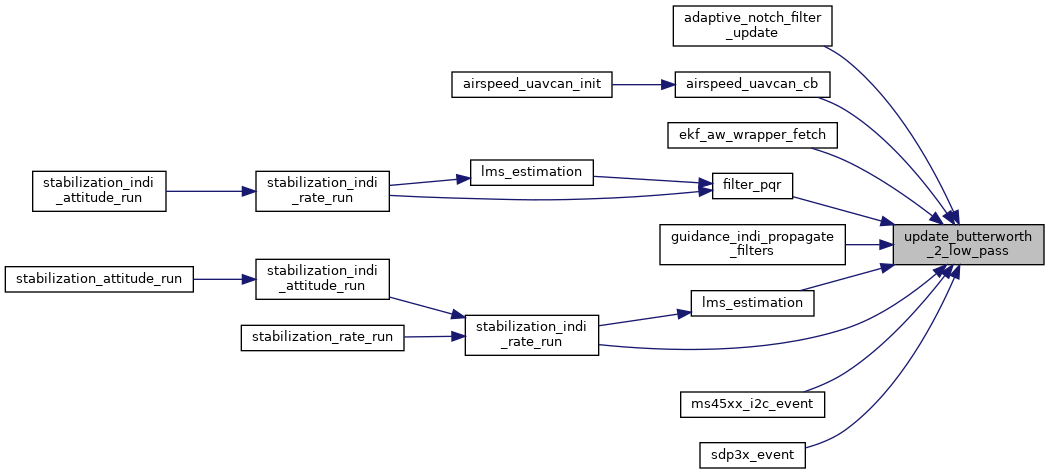 adaptive_notch_filter
_update
airspeed_uavcan_init
airspeed_uavcan_cb
ekf_aw_wrapper_fetch
stabilization_indi
_attitude_run
stabilization_indi
_rate_run
lms_estimation
filter_pqr
guidance_indi_propagate
_filters
update_butterworth
_2_low_pass
stabilization_attitude_run
stabilization_indi
_attitude_run
lms_estimation
stabilization_rate_run
stabilization_indi
_rate_run
ms45xx_i2c_event
sdp3x_event